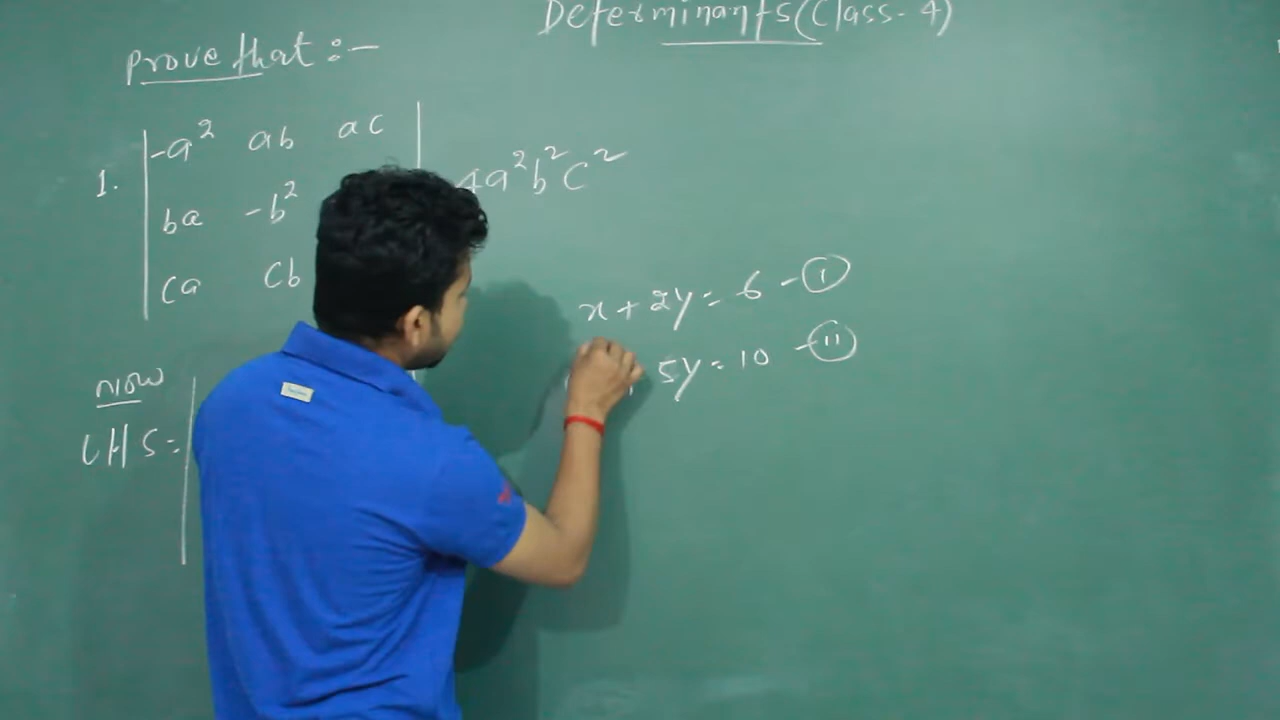 Determinants (Class-4)
Prove that :-
1. | -a² ab ac |
ba -b²
ca cb
4a²b²c²
x + 2y = 6 - (I)
5y = 10 - (II)
now
LHS = |